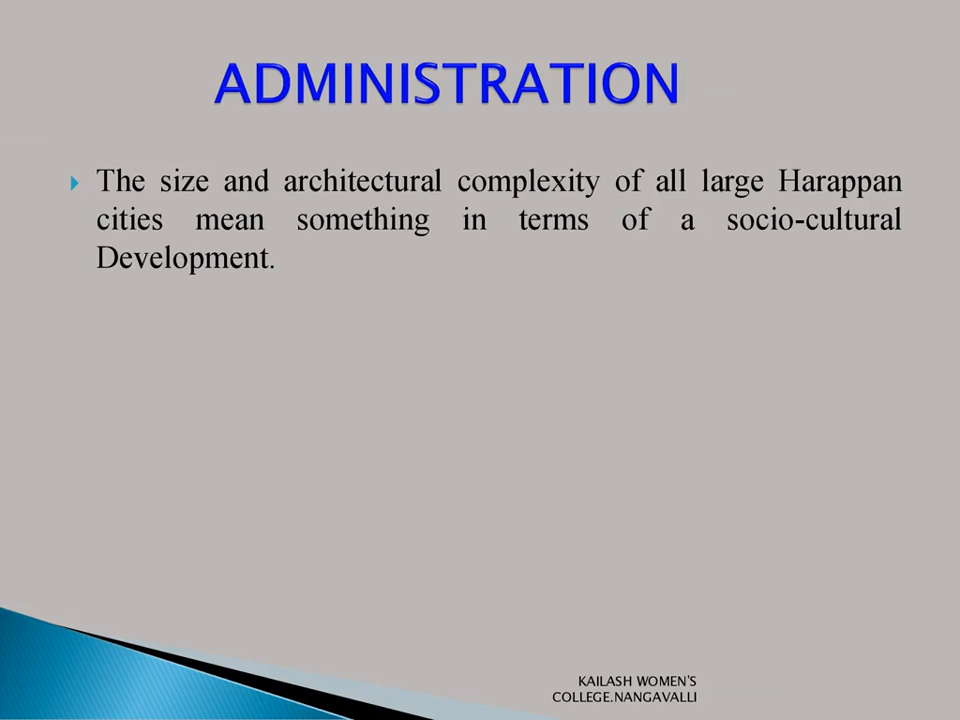 ADMINISTRATION
The size and architectural complexity of all large Harappan
cities mean something in terms of a socio-cultural
Development.
KAILASH WOMEN'S
COLLEGE.NANGAVALLI